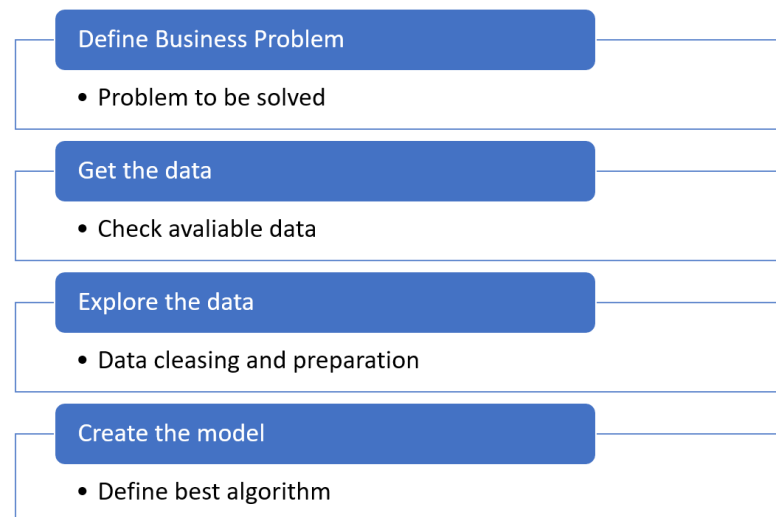 Define Business Problem
• Problem to be solved
Get the data
• Check avaliable data
Explore the data
• Data cleasing and preparation
Create the model
• Define best algorithm